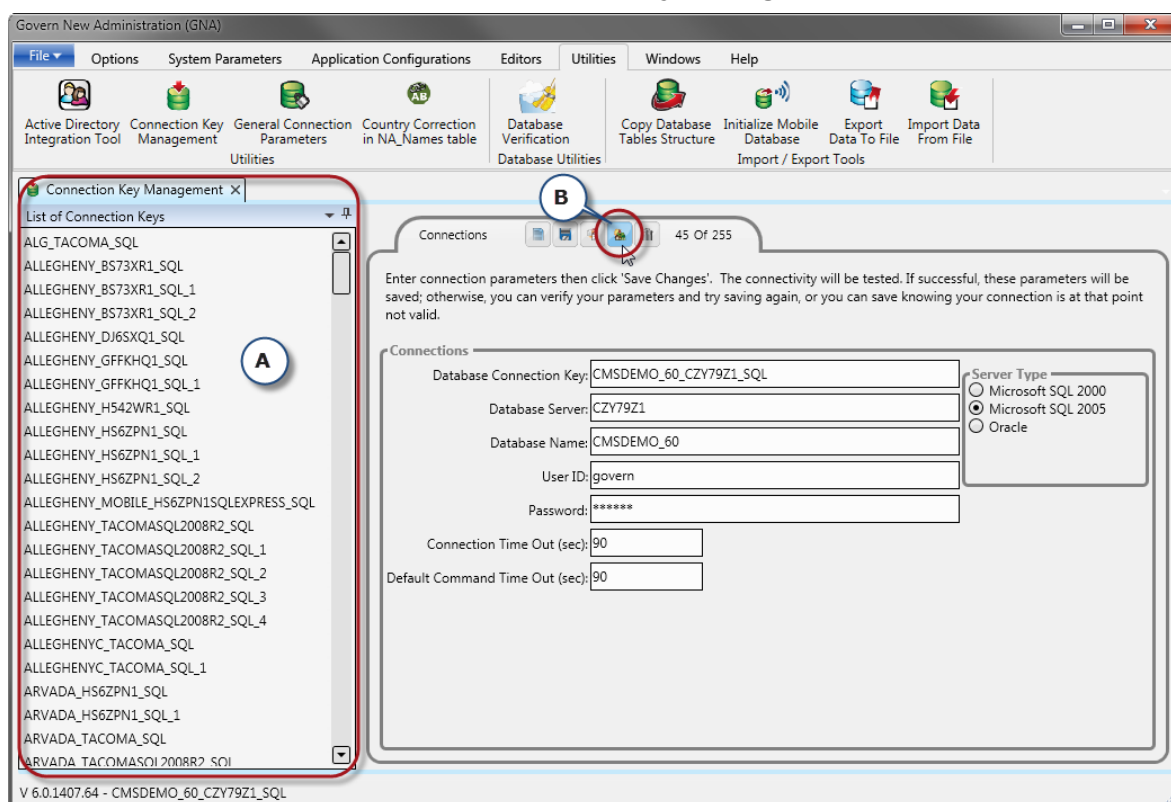 Govern New Administration (GNA)
File Options System Parameters Application Configurations Editors Utilities Windows Help
Active Directory Integration Tool
Connection Key Management
General Connection Parameters
Country Correction in NA_Names table
Database Verification
Copy Database Tables Structure
Initialize Mobile Database
Export Data To File
Import Data From File
Utilities
Database Utilities
Import / Export Tools
Connection Key Management X
List of Connection Keys
ALG_TACOMA_SQL
ALLEGHENY_BS73XR1_SQL
ALLEGHENY_BS73XR1_SQL_1
ALLEGHENY_BS73XR1_SQL_2
ALLEGHENY_DJ6SXQ1_SQL
ALLEGHENY_GFFKHQ1_SQL
ALLEGHENY_GFFKHQ1_SQL_1
ALLEGHENY_H542WR1_SQL
ALLEGHENY_HS6ZPN1_SQL
ALLEGHENY_HS6ZPN1_SQL_1
ALLEGHENY_HS6ZPN1_SQL_2
ALLEGHENY_MOBILE_HS6ZPN1SQLEXPRESS_SQL
ALLEGHENY_TACOMASQL2008R2_SQL
ALLEGHENY_TACOMASQL2008R2_SQL_1
ALLEGHENY_TACOMASQL2008R2_SQL_2
ALLEGHENY_TACOMASQL2008R2_SQL_3
ALLEGHENY_TACOMASQL2008R2_SQL_4
ALLEGHENYC_TACOMA_SQL
ALLEGHENYC_TACOMA_SQL_1
ARVADA_HS6ZPN1_SQL
ARVADA_HS6ZPN1_SQL_1
ARVADA_TACOMA_SQL
ARVADA_TACOMASQL2008R2_SQL
A
B
Connections 45 Of 255
Enter connection parameters then click 'Save Changes'. The connectivity will be tested. If successful, these parameters will be
saved; otherwise, you can verify your parameters and try saving again, or you can save knowing your connection is at that point
not valid.
Connections
Database Connection Key: CMSDEMO_60_CZY79Z1_SQL
Database Server: CZY79Z1
Database Name: CMSDEMO_60
User ID: govern
Password: ******
Connection Time Out (sec): 90
Default Command Time Out (sec): 90
Server Type
Microsoft SQL 2000
Microsoft SQL 2005
Oracle
V 6.0.1407.64 - CMSDEMO_60_CZY79Z1_SQL